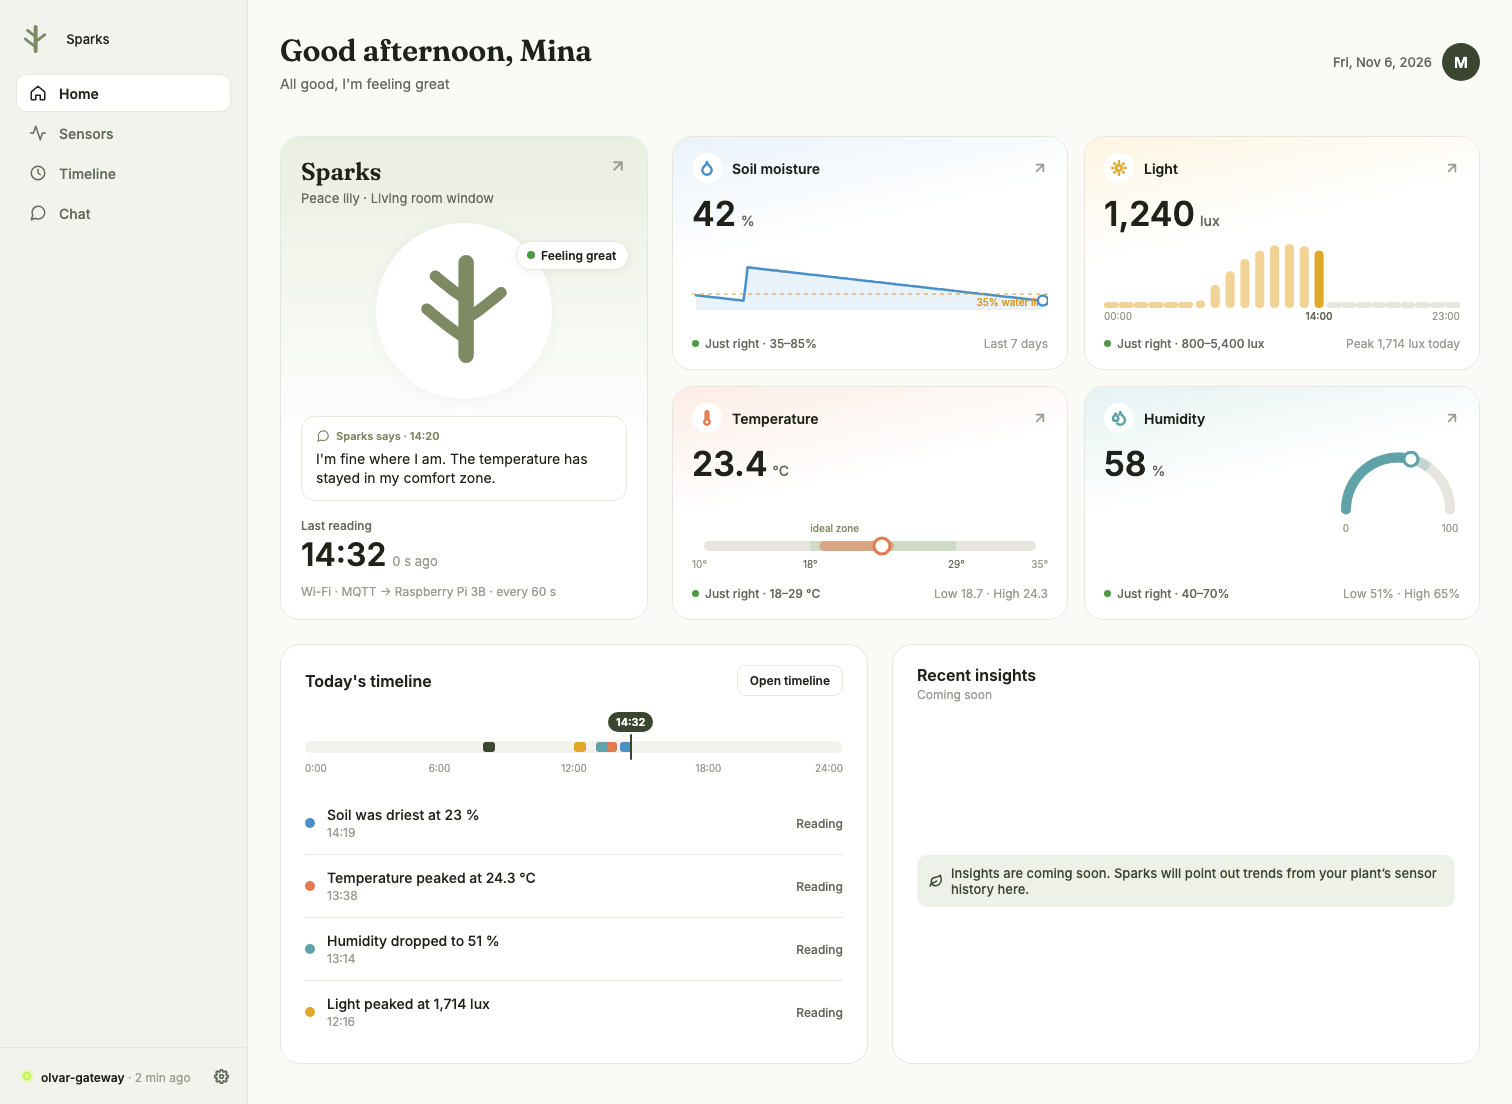 Sparks
Home
Sensors
Timeline
Chat
olvar-gateway · 2 min ago
Good afternoon, Mina
All good, I'm feeling great
Fri, Nov 6, 2026
M
Sparks
Peace lily · Living room window
Feeling great
Sparks says · 14:20
I'm fine where I am. The temperature has
stayed in my comfort zone.
Last reading
14:32 0 s ago
Wi-Fi · MQTT → Raspberry Pi 3B · every 60 s
Soil moisture
42 %
35% water
Just right · 35–85%
Last 7 days
Light
1,240 lux
00:00
14:00
23:00
Just right · 800–5,400 lux
Peak 1,714 lux today
Temperature
23.4 °C
ideal zone
10°
18°
29°
35°
Just right · 18–29 °C
Low 18.7 · High 24.3
Humidity
58 %
0
100
Just right · 40–70%
Low 51% · High 65%
Today's timeline
Open timeline
14:32
0:00
6:00
12:00
18:00
24:00
Soil was driest at 23 %
14:19
Reading
Temperature peaked at 24.3 °C
13:38
Reading
Humidity dropped to 51 %
13:14
Reading
Light peaked at 1,714 lux
12:16
Reading
Recent insights
Coming soon
Insights are coming soon. Sparks will point out trends from your plant’s sensor
history here.